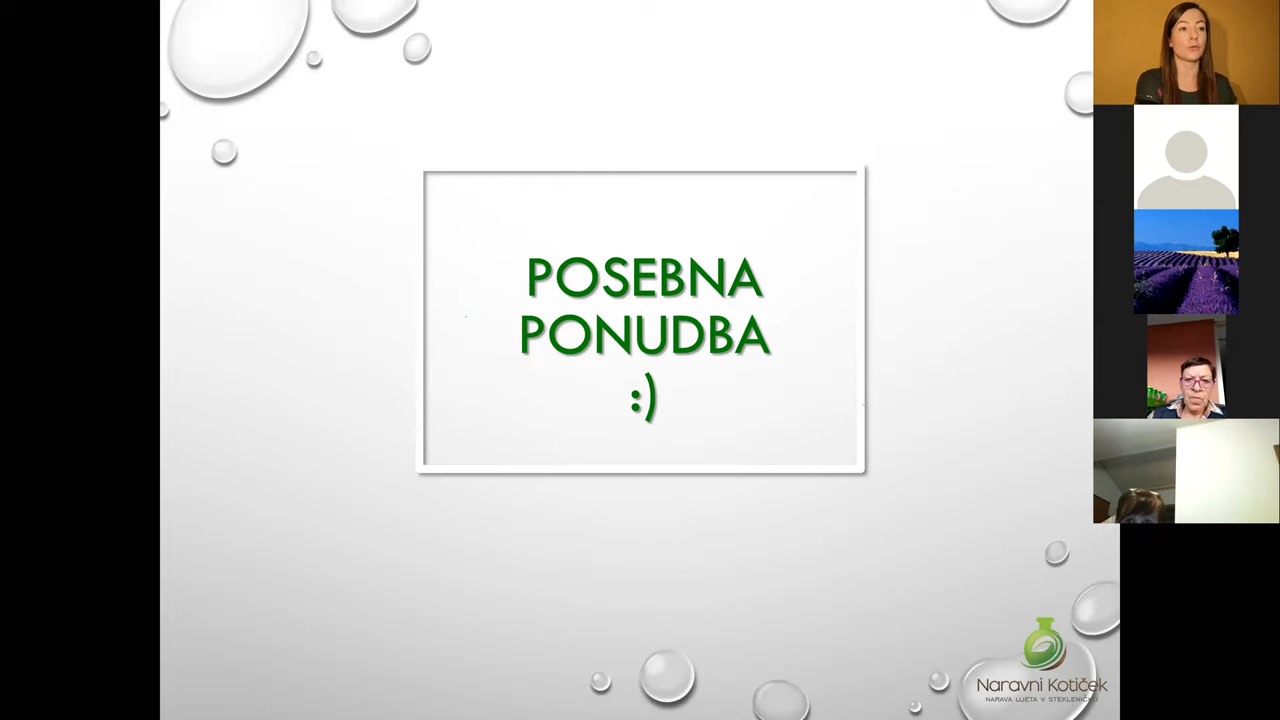 POSEBNA
PONUDBA
:)
Naravni Kotiček
NARAVA UJETA V STEKLENIČKO